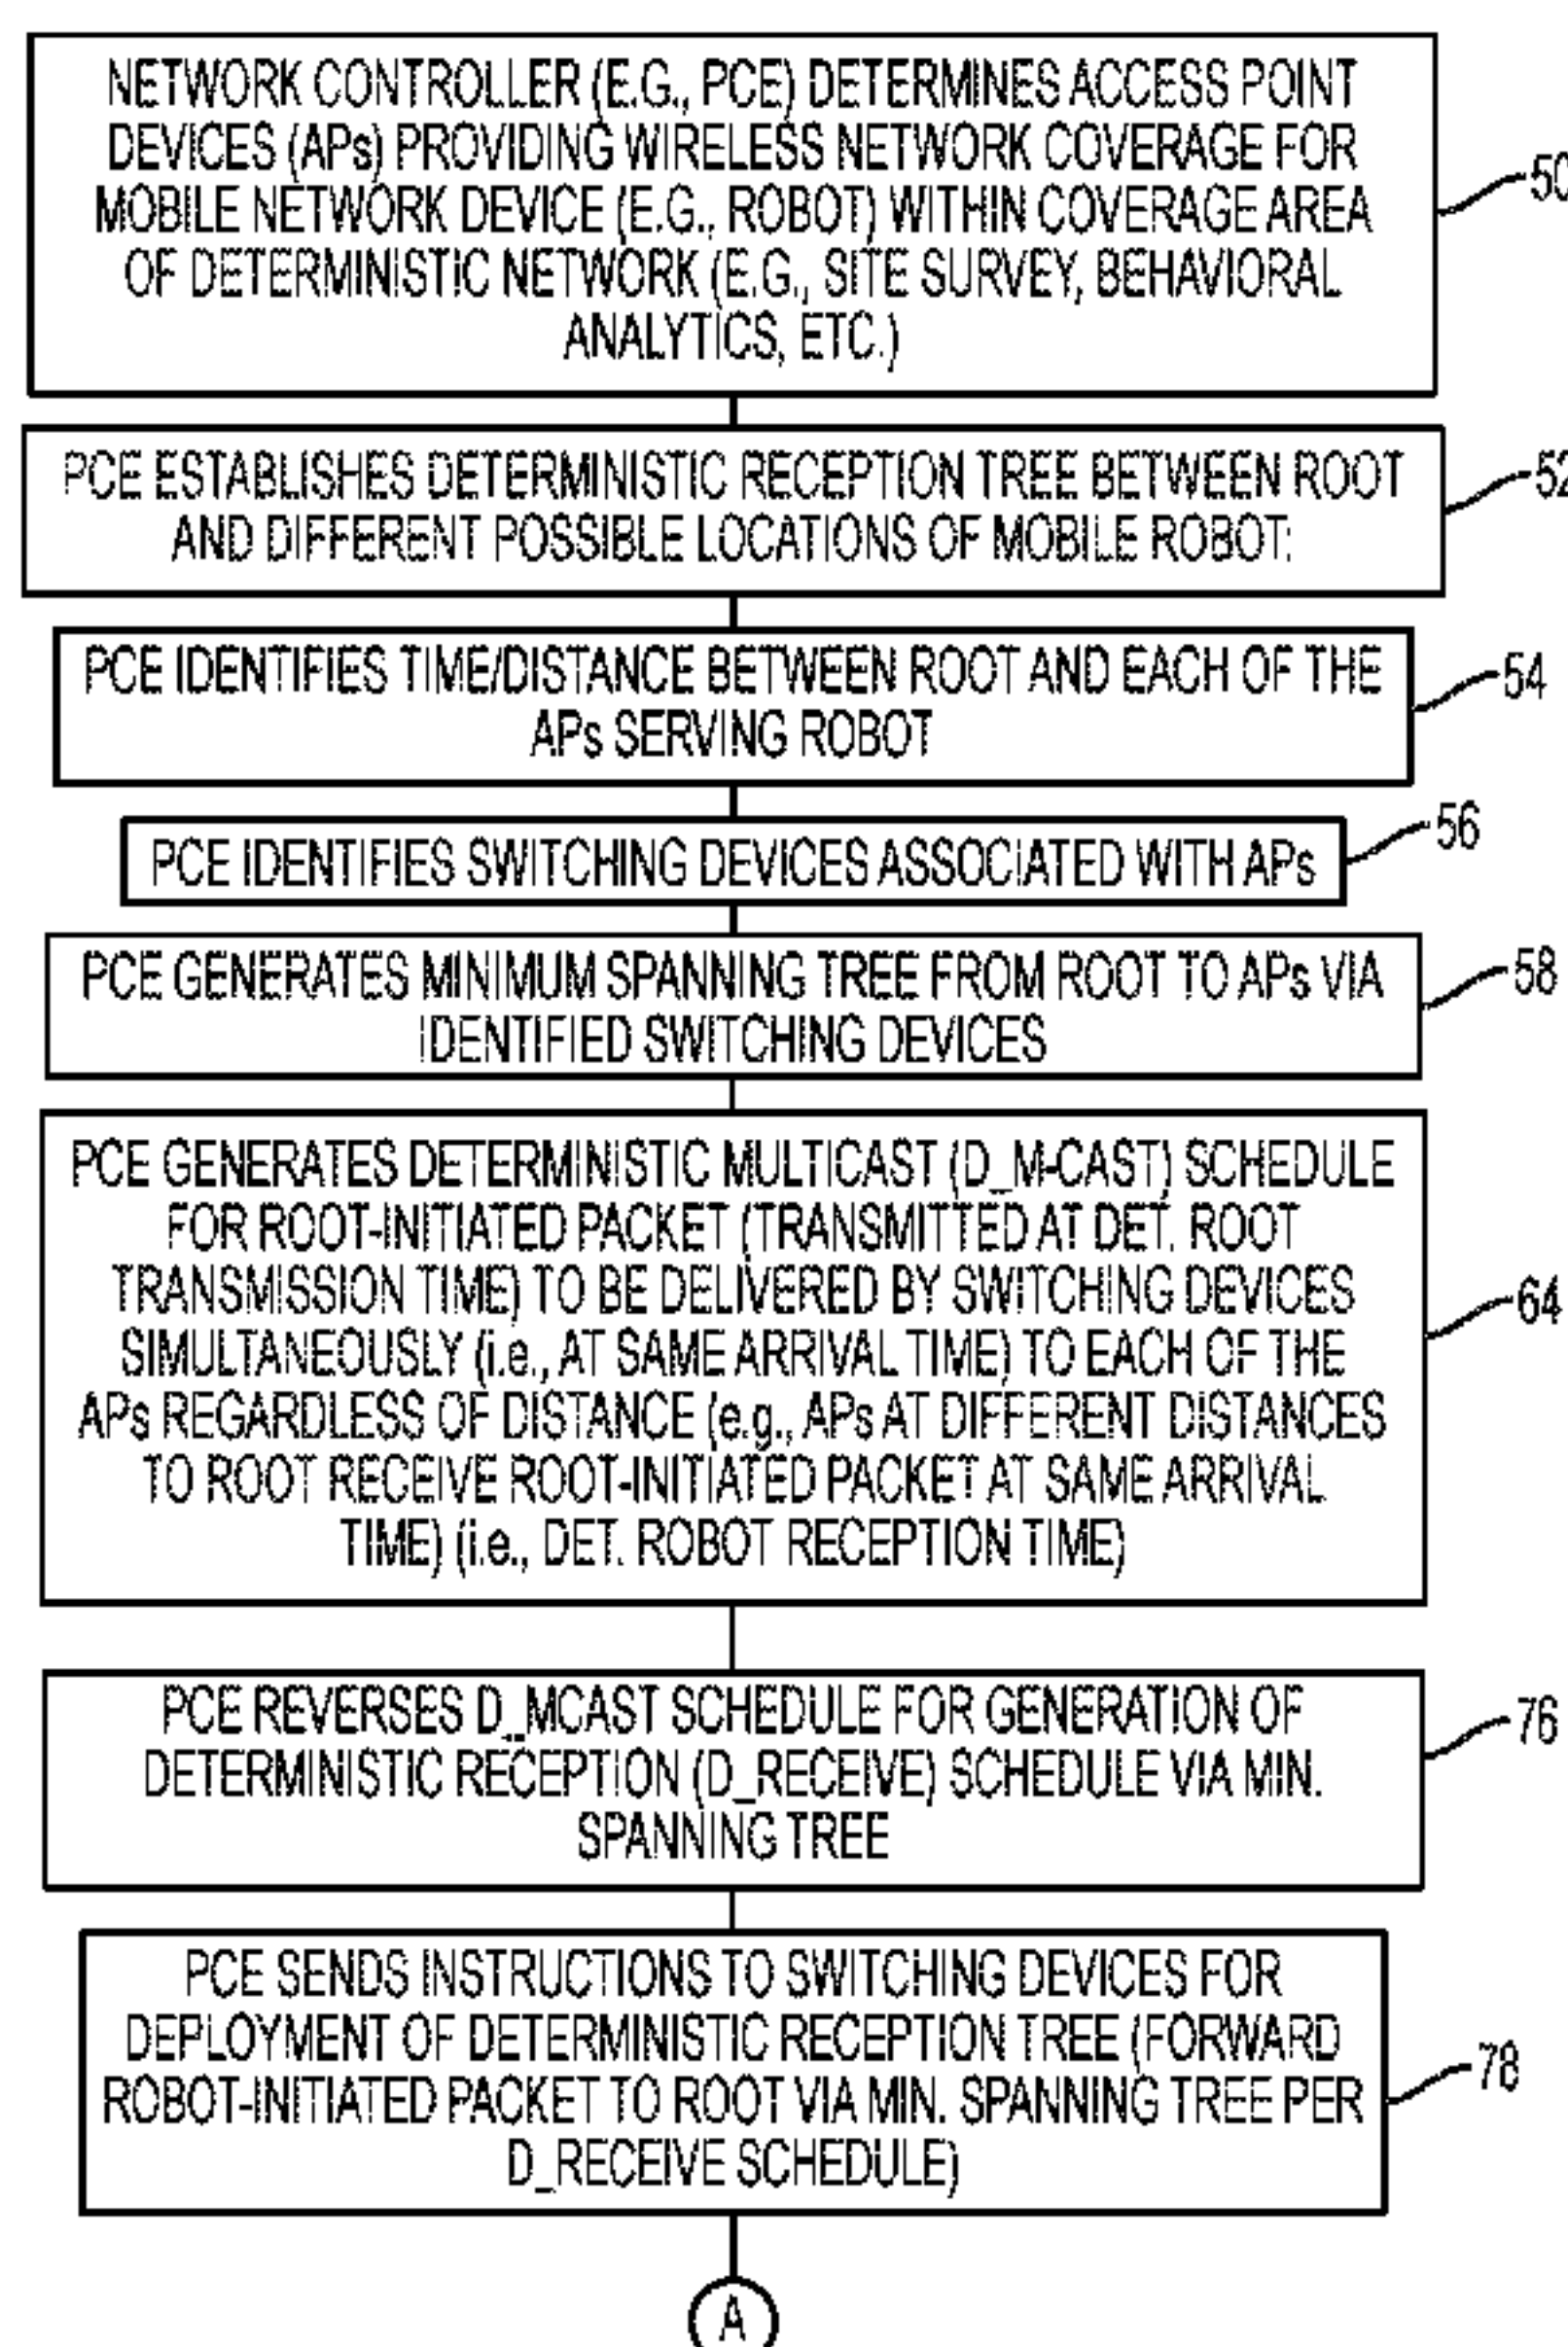 NETWORK CONTROLLER (E.G., PCE) DETERMINES ACCESS POINT
DEVICES (APs) PROVIDING WIRELESS NETWORK COVERAGE FOR
MOBILE NETWORK DEVICE (E.G., ROBOT) WITHIN COVERAGE AREA
OF DETERMINISTIC NETWORK (E.G., SITE SURVEY, BEHAVIORAL
ANALYTICS, ETC.)
50
PCE ESTABLISHES DETERMINISTIC RECEPTION TREE BETWEEN ROOT
AND DIFFERENT POSSIBLE LOCATIONS OF MOBILE ROBOT:
52
PCE IDENTIFIES TIME/DISTANCE BETWEEN ROOT AND EACH OF THE
APs SERVING ROBOT
54
PCE IDENTIFIES SWITCHING DEVICES ASSOCIATED WITH APs
56
PCE GENERATES MINIMUM SPANNING TREE FROM ROOT TO APs VIA
IDENTIFIED SWITCHING DEVICES
58
PCE GENERATES DETERMINISTIC MULTICAST (D_M-CAST) SCHEDULE
FOR ROOT-INITIATED PACKET (TRANSMITTED AT DET. ROOT
TRANSMISSION TIME) TO BE DELIVERED BY SWITCHING DEVICES
SIMULTANEOUSLY (i.e., AT SAME ARRIVAL TIME) TO EACH OF THE
APs REGARDLESS OF DISTANCE (e.g., APs AT DIFFERENT DISTANCES
TO ROOT RECEIVE ROOT-INITIATED PACKET AT SAME ARRIVAL
TIME) (i.e., DET. ROBOT RECEPTION TIME)
64
PCE REVERSES D_MCAST SCHEDULE FOR GENERATION OF
DETERMINISTIC RECEPTION (D_RECEIVE) SCHEDULE VIA MIN.
SPANNING TREE
76
PCE SENDS INSTRUCTIONS TO SWITCHING DEVICES FOR
DEPLOYMENT OF DETERMINISTIC RECEPTION TREE (FORWARD
ROBOT-INITIATED PACKET TO ROOT VIA MIN. SPANNING TREE PER
D_RECEIVE SCHEDULE)
78
A